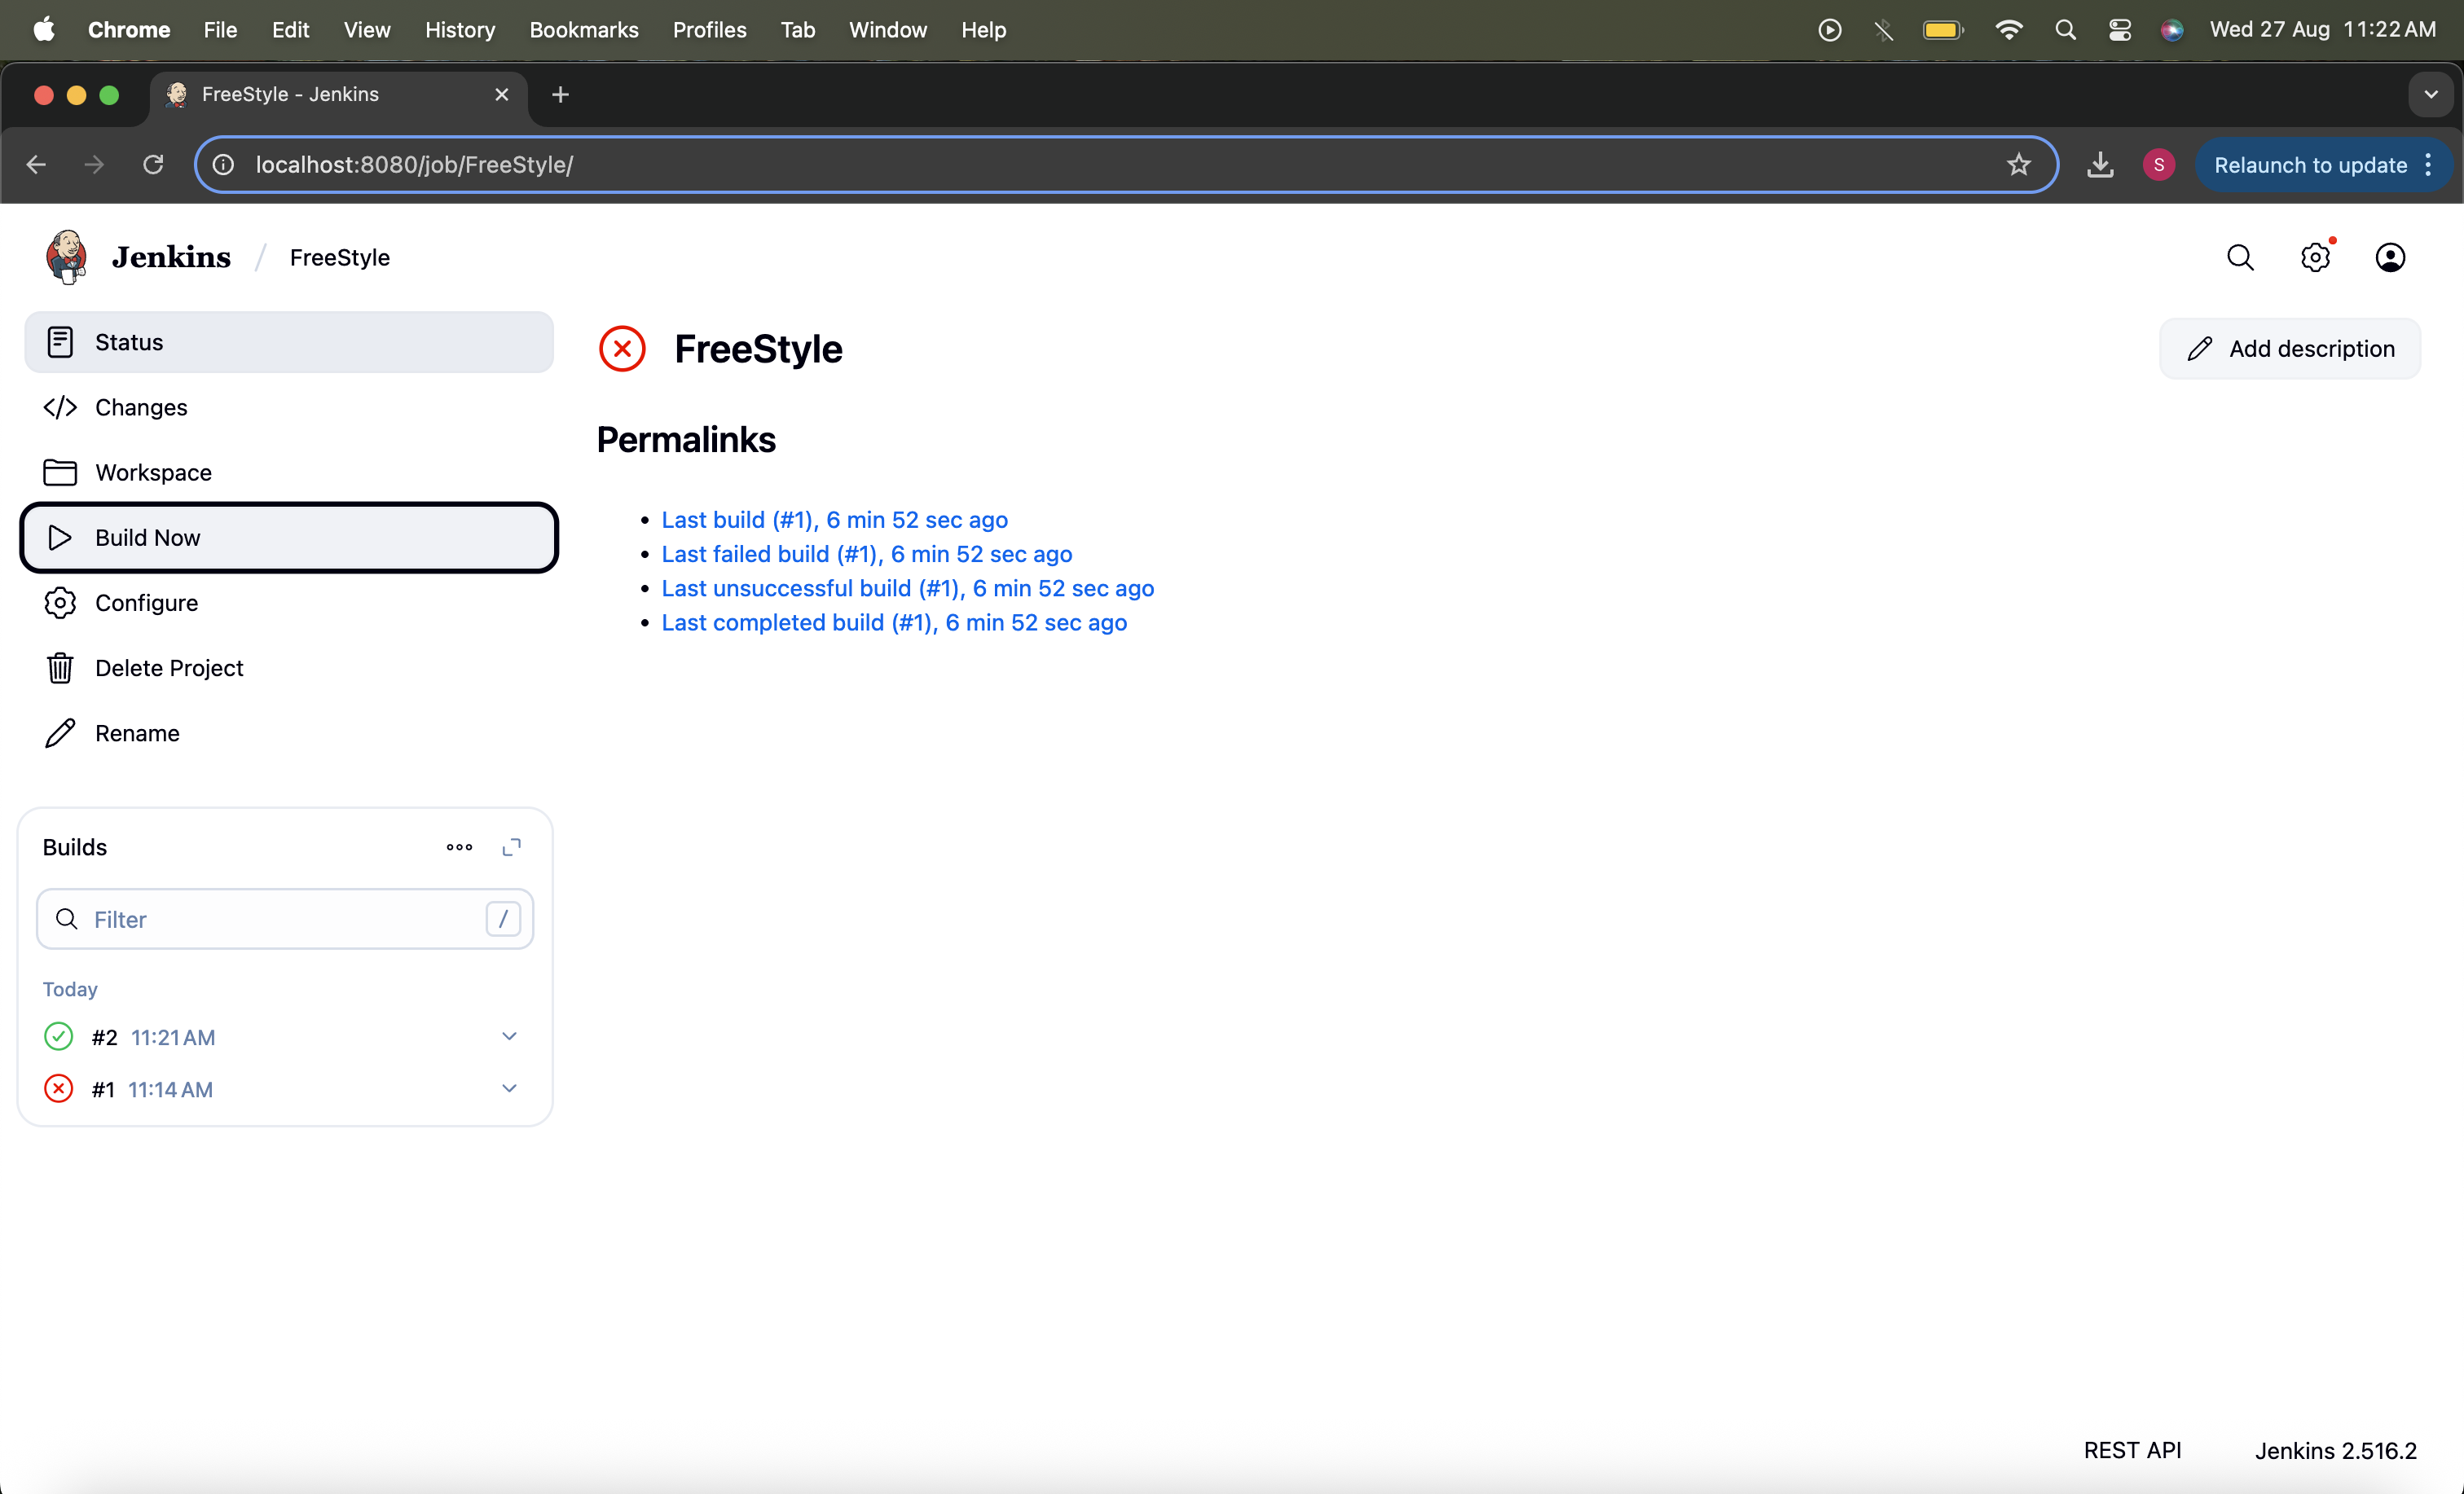 Chrome File Edit View History Bookmarks Profiles Tab Window Help Wed 27 Aug 11:22 AM
FreeStyle - Jenkins
localhost:8080/job/FreeStyle/ S Relaunch to update
Jenkins / FreeStyle
Status
Changes
Workspace
Build Now
Configure
Delete Project
Rename
FreeStyle
Add description
Permalinks
• Last build (#1), 6 min 52 sec ago
• Last failed build (#1), 6 min 52 sec ago
• Last unsuccessful build (#1), 6 min 52 sec ago
• Last completed build (#1), 6 min 52 sec ago
Builds
Filter /
Today
#2 11:21 AM
#1 11:14 AM
REST API Jenkins 2.516.2